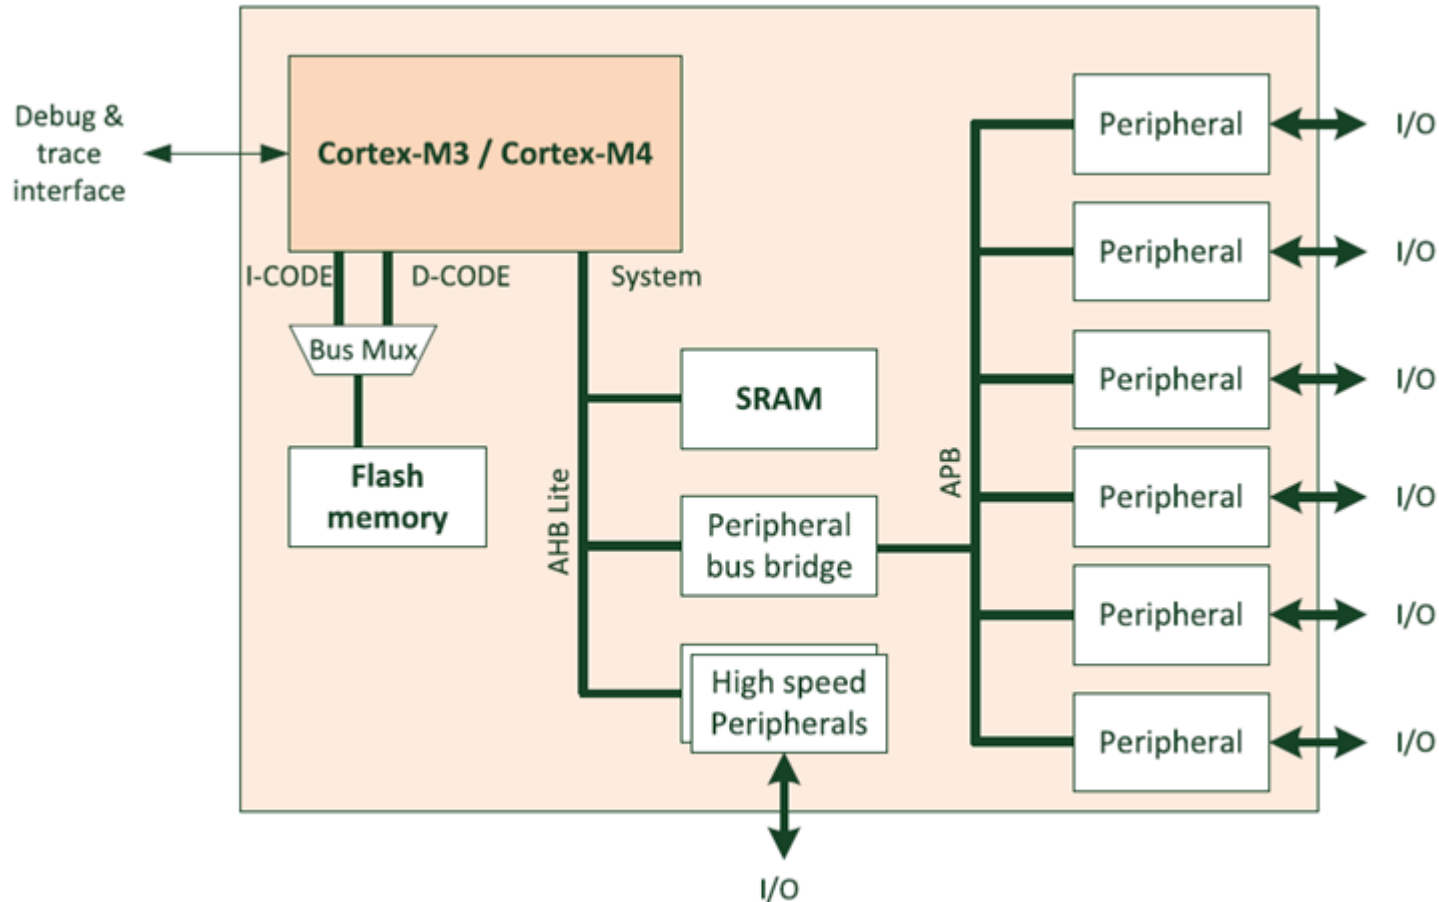 Debug &
trace
interface
Cortex-M3 / Cortex-M4
I-CODE
D-CODE
System
Bus Mux
Flash
memory
AHB Lite
SRAM
Peripheral
bus bridge
High speed
Peripherals
I/O
APB
Peripheral
I/O
Peripheral
I/O
Peripheral
I/O
Peripheral
I/O
Peripheral
I/O
Peripheral
I/O